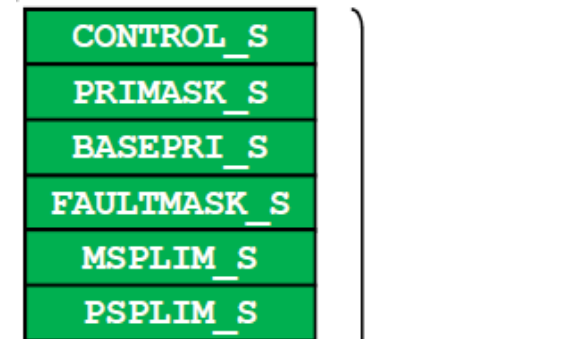 CONTROL_S
PRIMASK_S
BASEPRI_S
FAULTMASK_S
MSPLIM_S
PSPLIM_S